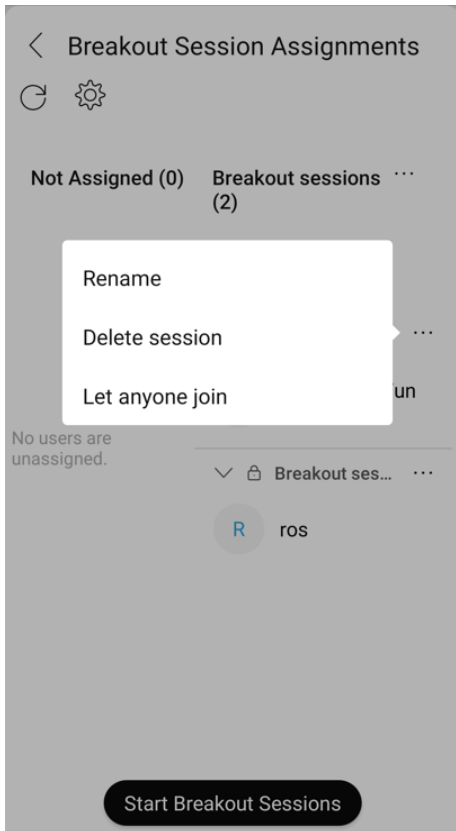 Breakout Session Assignments
Not Assigned (0)
Breakout sessions ...
(2)
Rename
Delete session
Let anyone join
...
un
No users are
unassigned.
Breakout ses... ...
R ros
Start Breakout Sessions